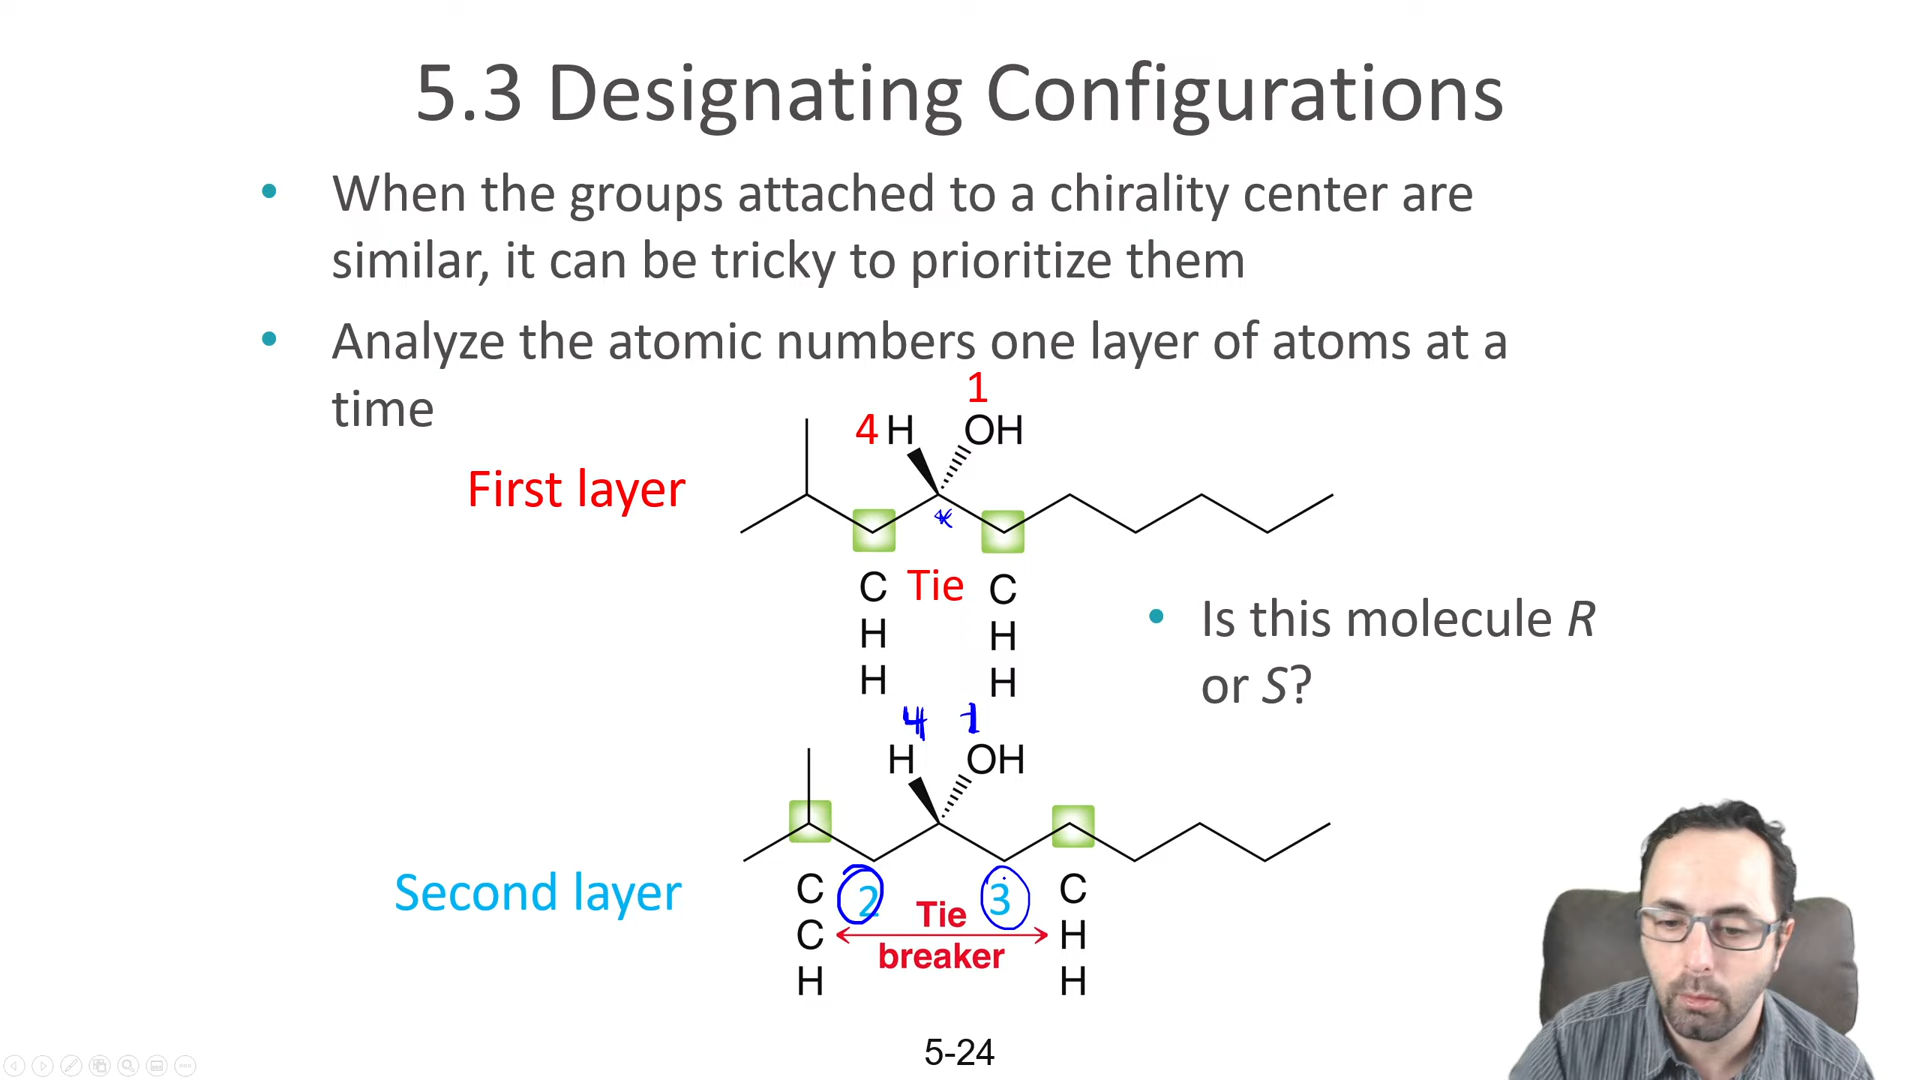 5.3 Designating Configurations
• When the groups attached to a chirality center are
similar, it can be tricky to prioritize them
• Analyze the atomic numbers one layer of atoms at a
time
1
4 H OH
First layer
*
C Tie C
H H
H H
• Is this molecule R
or S?
4 1
H OH
Second layer
C 2 3 C
Tie
C H
breaker
H H
5-24